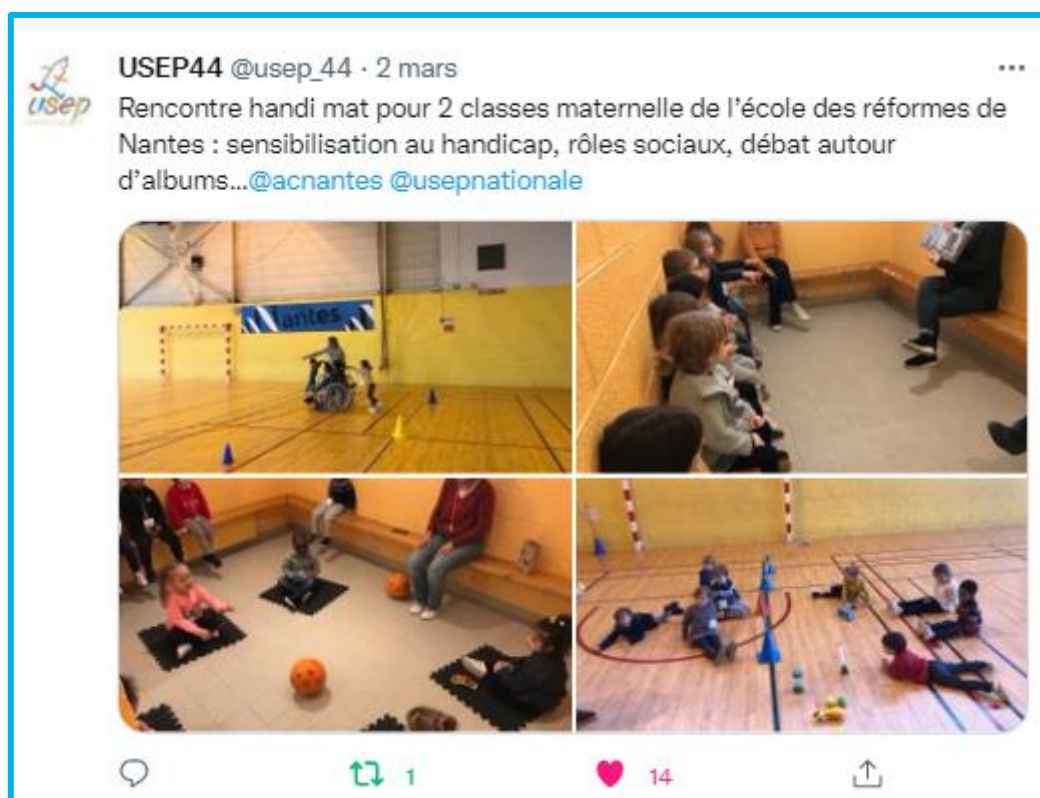 USEP44 @usep_44 · 2 mars
usep
Rencontre handi mat pour 2 classes maternelle de l'école des réformes de
Nantes : sensibilisation au handicap, rôles sociaux, débat autour
d'albums...@acnantes @usepnationale
antes
1
14